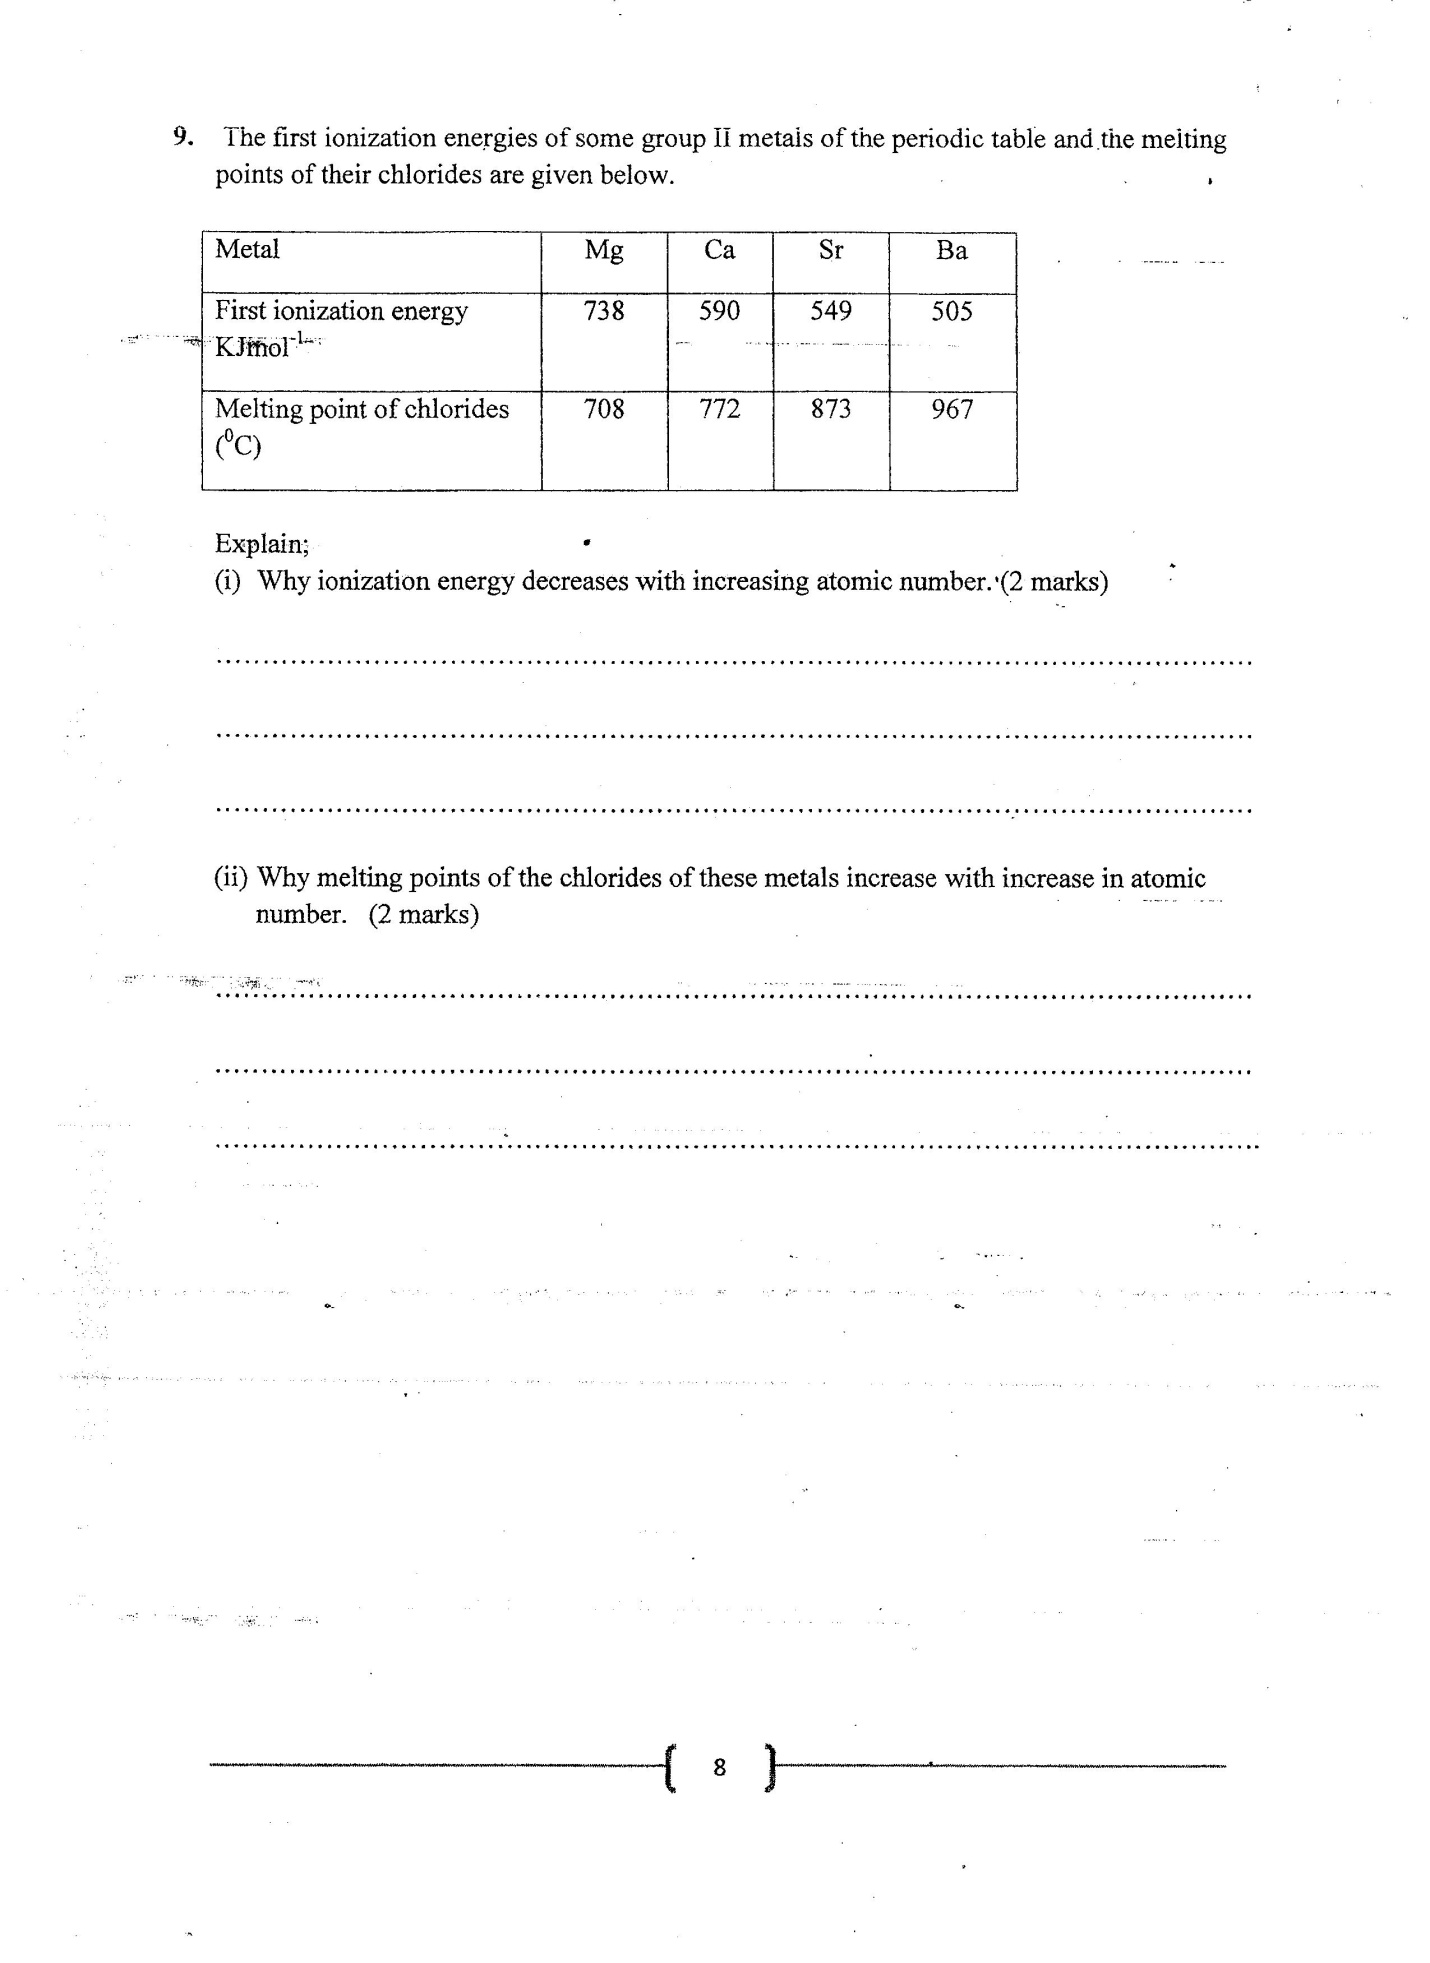 9. The first ionization energies of some group II metals of the periodic table and the melting
points of their chlorides are given below.
Metal Mg Ca Sr Ba
First ionization energy 738 590 549 505
KJmol⁻¹
Melting point of chlorides 708 772 873 967
(⁰C)
Explain;
(i) Why ionization energy decreases with increasing atomic number. (2 marks)
(ii) Why melting points of the chlorides of these metals increase with increase in atomic
number. (2 marks)
8